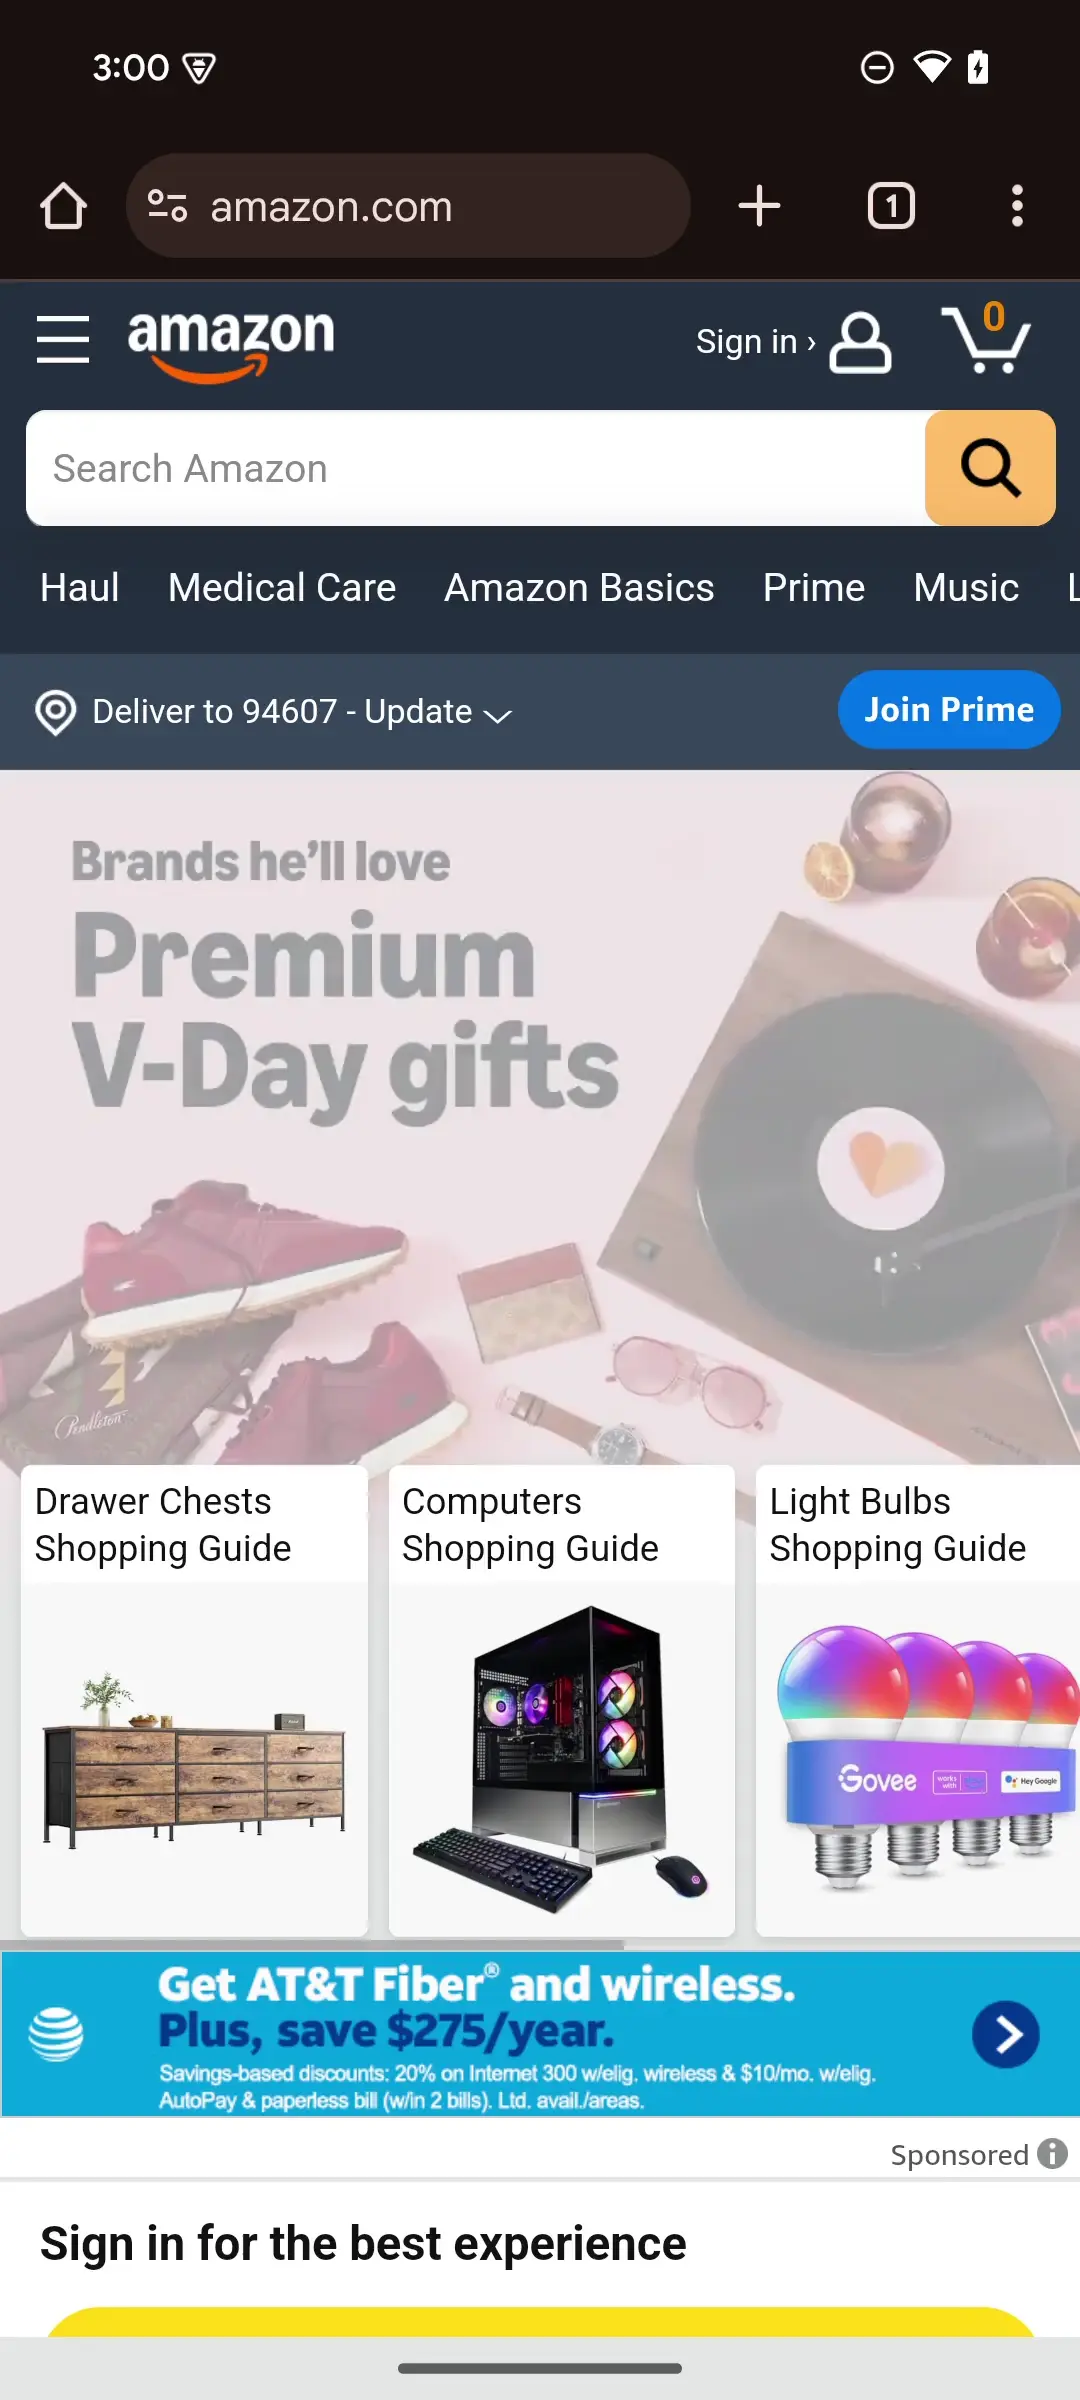 3:00
amazon.com
1
amazon
Sign in ›
0
Search Amazon
Haul Medical Care Amazon Basics Prime Music L
Deliver to 94607 - Update
Join Prime
Brands he'll love
Premium
V-Day gifts
Pendleton
Drawer Chests
Shopping Guide
Computers
Shopping Guide
Light Bulbs
Shopping Guide
Govee
works with
Hey Google
Get AT&T Fiber® and wireless.
Plus, save $275/year.
Savings-based discounts: 20% on Internet 300 w/elig. wireless & $10/mo. w/elig.
AutoPay & paperless bill (w/in 2 bills). Ltd. avail./areas.
Sponsored
Sign in for the best experience